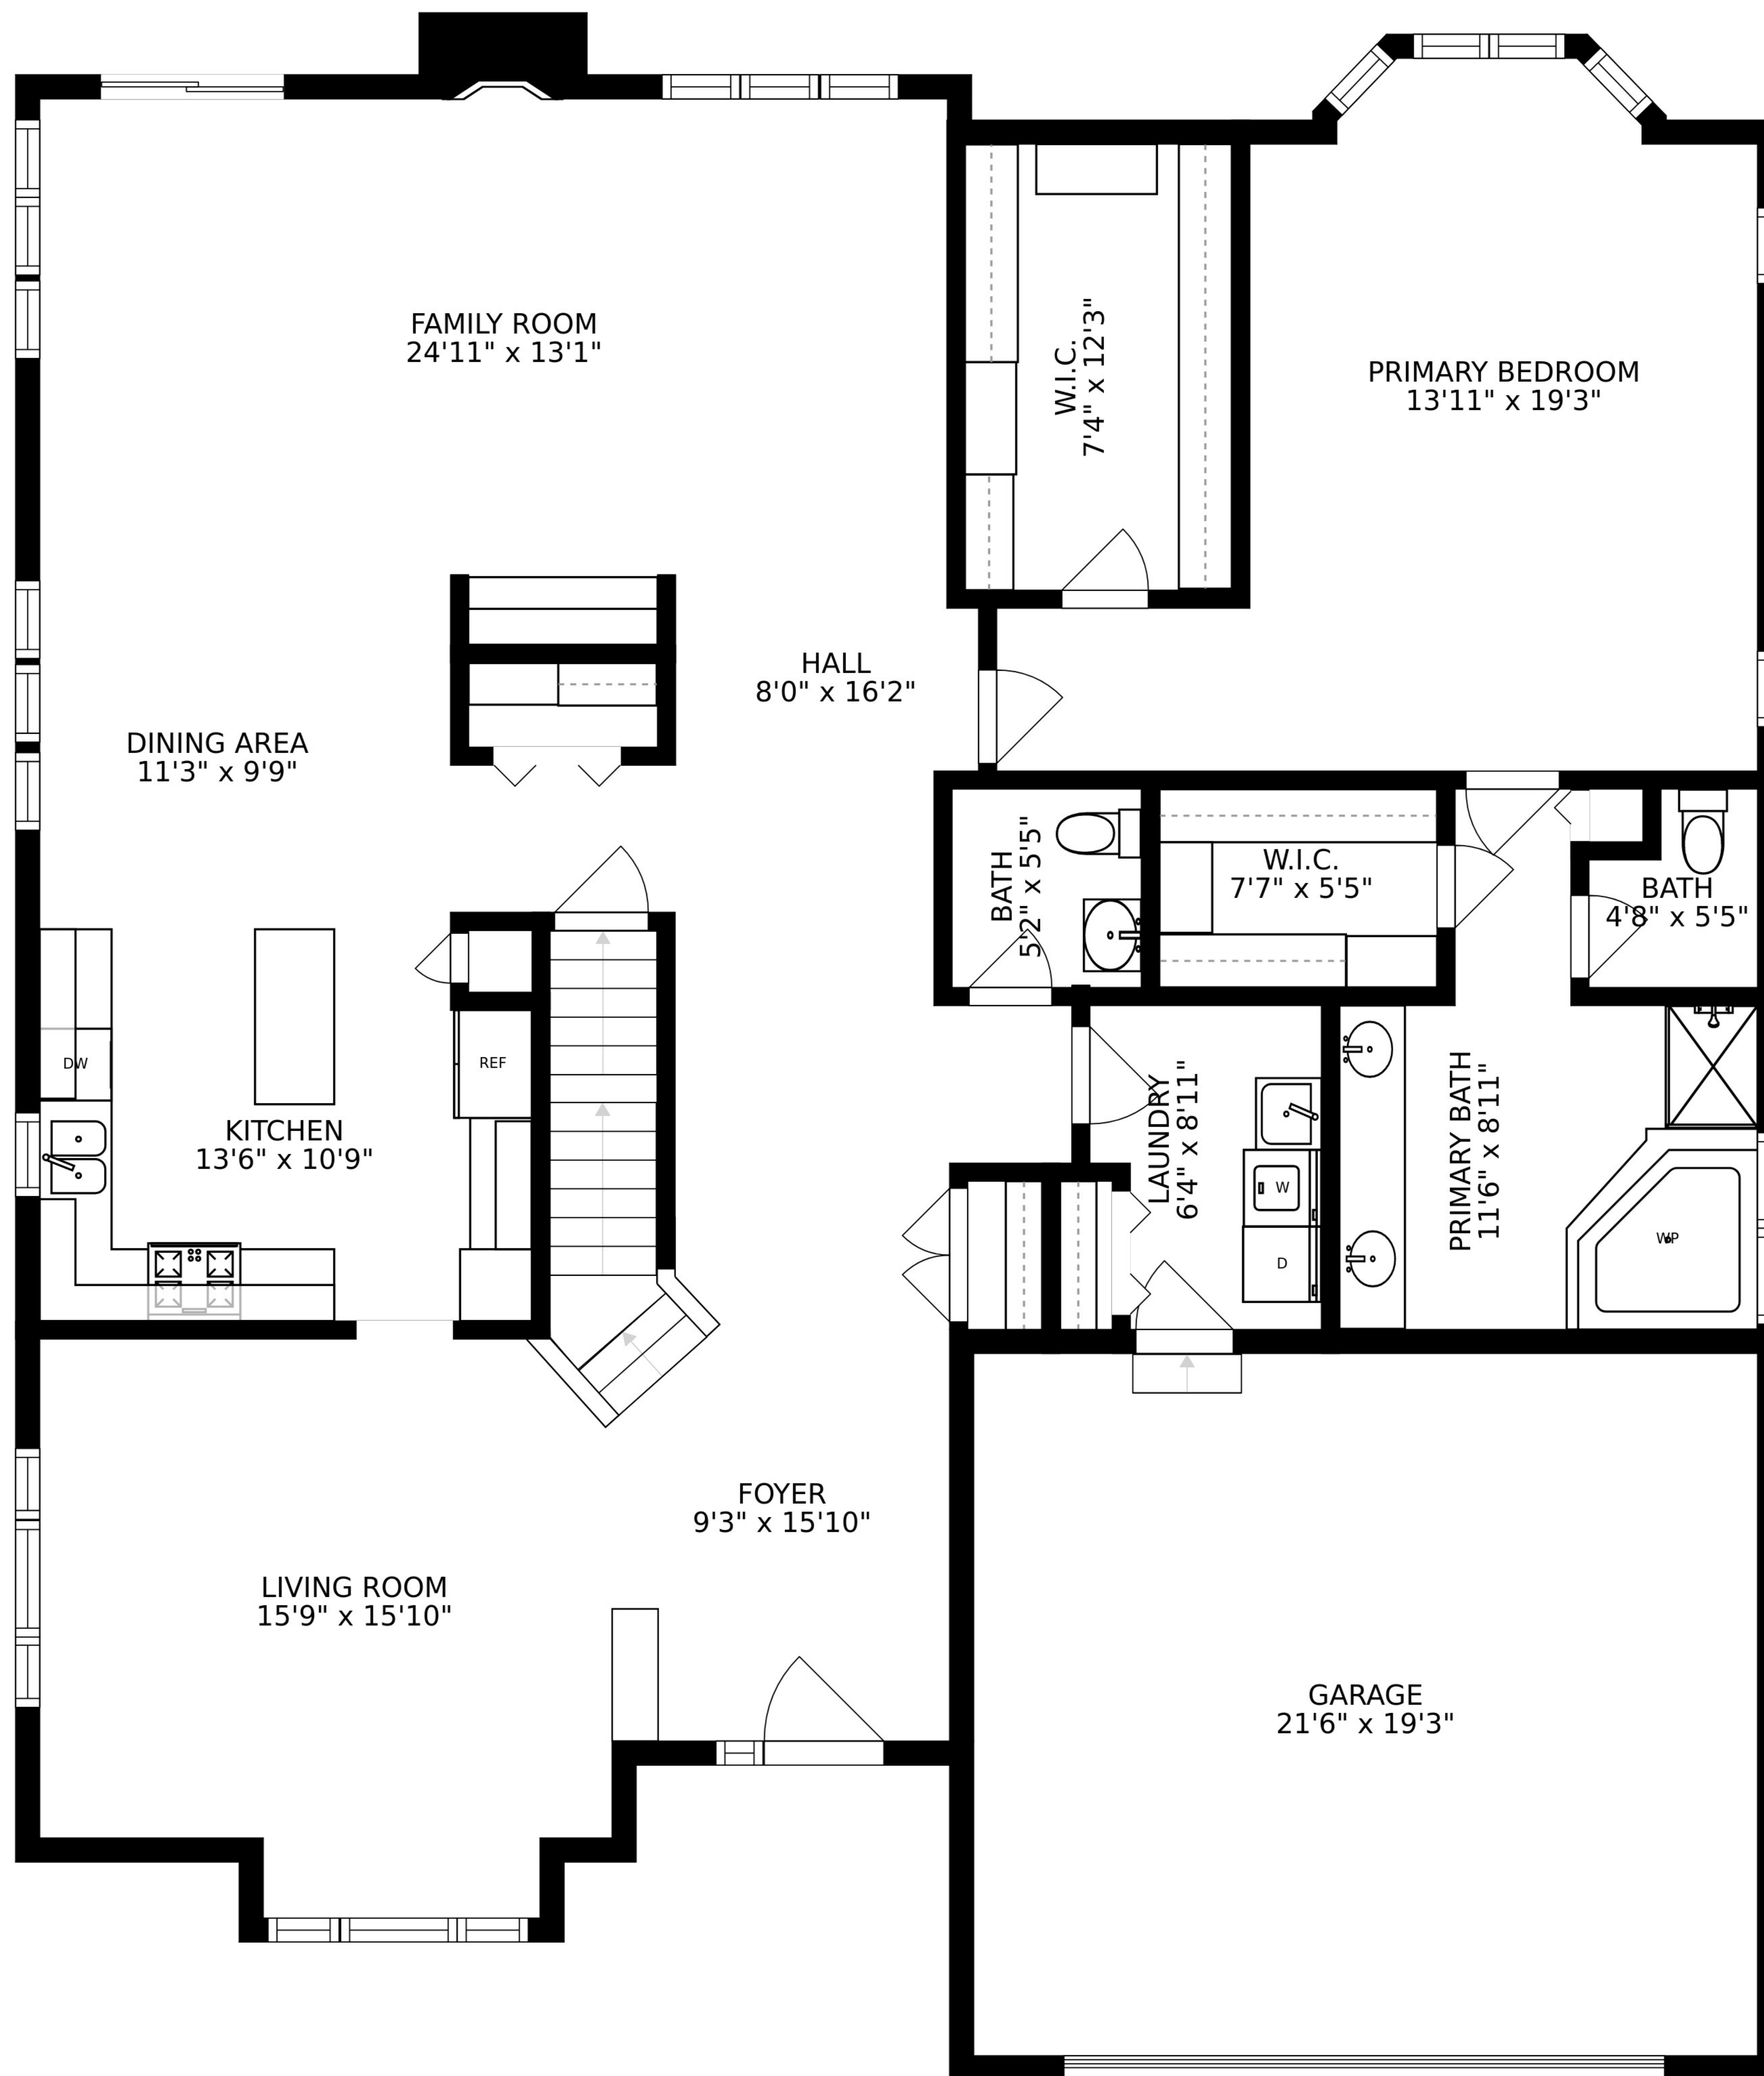 FAMILY ROOM
24'11" x 13'1"
W.I.C.
7'4" x 12'3"
PRIMARY BEDROOM
13'11" x 19'3"
HALL
8'0" x 16'2"
DINING AREA
11'3" x 9'9"
BATH
5'2" x 5'5"
W.I.C.
7'7" x 5'5"
BATH
4'8" x 5'5"
DW
REF
KITCHEN
13'6" x 10'9"
LAUNDRY
6'4" x 8'11"
W
D
PRIMARY BATH
11'6" x 8'11"
WP
FOYER
9'3" x 15'10"
LIVING ROOM
15'9" x 15'10"
GARAGE
21'6" x 19'3"